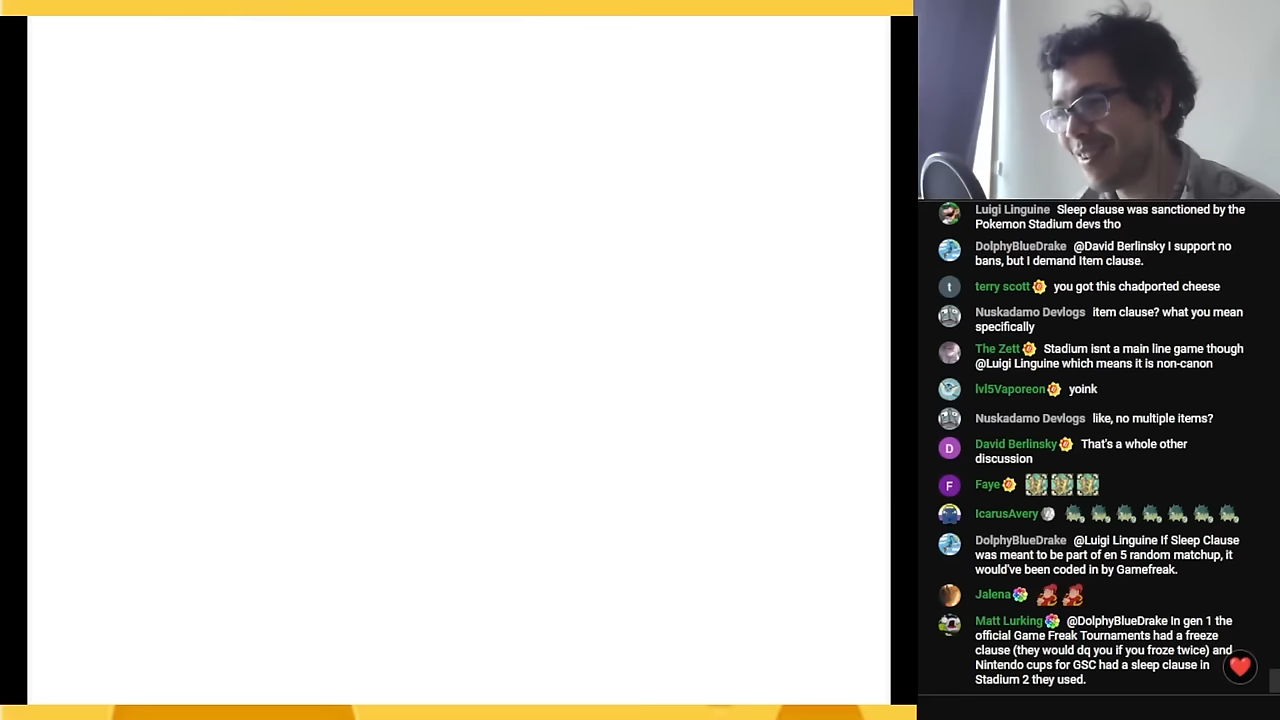 Luigi Linguine Sleep clause was sanctioned by the
Pokemon Stadium devs tho
DolphyBlueDrake @David Berlinsky I support no
bans, but I demand Item clause.
t terry scott you got this chadported cheese
Nuskadamo Devlogs item clause? what you mean
specifically
The Zett Stadium isnt a main line game though
@Luigi Linguine which means it is non-canon
lvl5Vaporeon yoink
Nuskadamo Devlogs like, no multiple items?
D David Berlinsky That's a whole other
discussion
F Faye
IcarusAvery
DolphyBlueDrake @Luigi Linguine If Sleep Clause
was meant to be part of en 5 random matchup, it
would've been coded in by Gamefreak.
Jalena
Matt Lurking @DolphyBlueDrake In gen 1 the
official Game Freak Tournaments had a freeze
clause (they would dq you if you froze twice) and
Nintendo cups for GSC had a sleep clause in
Stadium 2 they used.